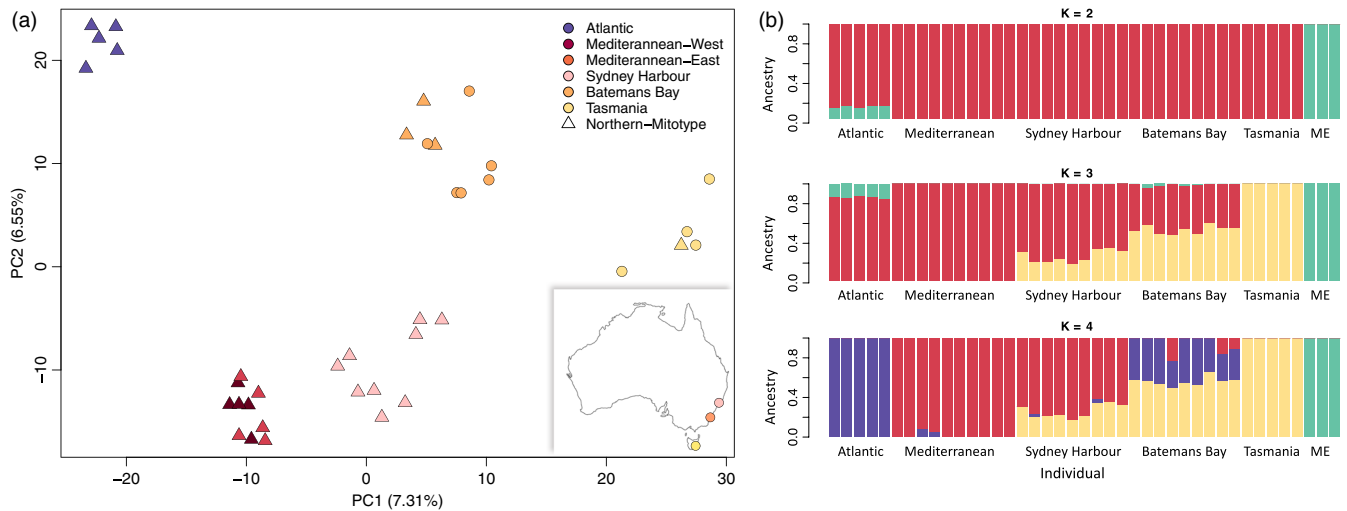 (a)
Atlantic
Mediterannean−West
Mediterannean−East
Sydney Harbour
Batemans Bay
Tasmania
Northern−Mitotype
PC2 (6.55%)
20
10
0
−10
−20
−10
0
10
20
30
PC1 (7.31%)
(b)
K = 2
Ancestry
0.8
0.4
0.0
Atlantic Mediterranean Sydney Harbour Batemans Bay Tasmania ME
K = 3
Ancestry
0.8
0.4
0.0
Atlantic Mediterranean Sydney Harbour Batemans Bay Tasmania ME
K = 4
Ancestry
0.8
0.4
0.0
Atlantic Mediterranean Sydney Harbour Batemans Bay Tasmania ME
Individual